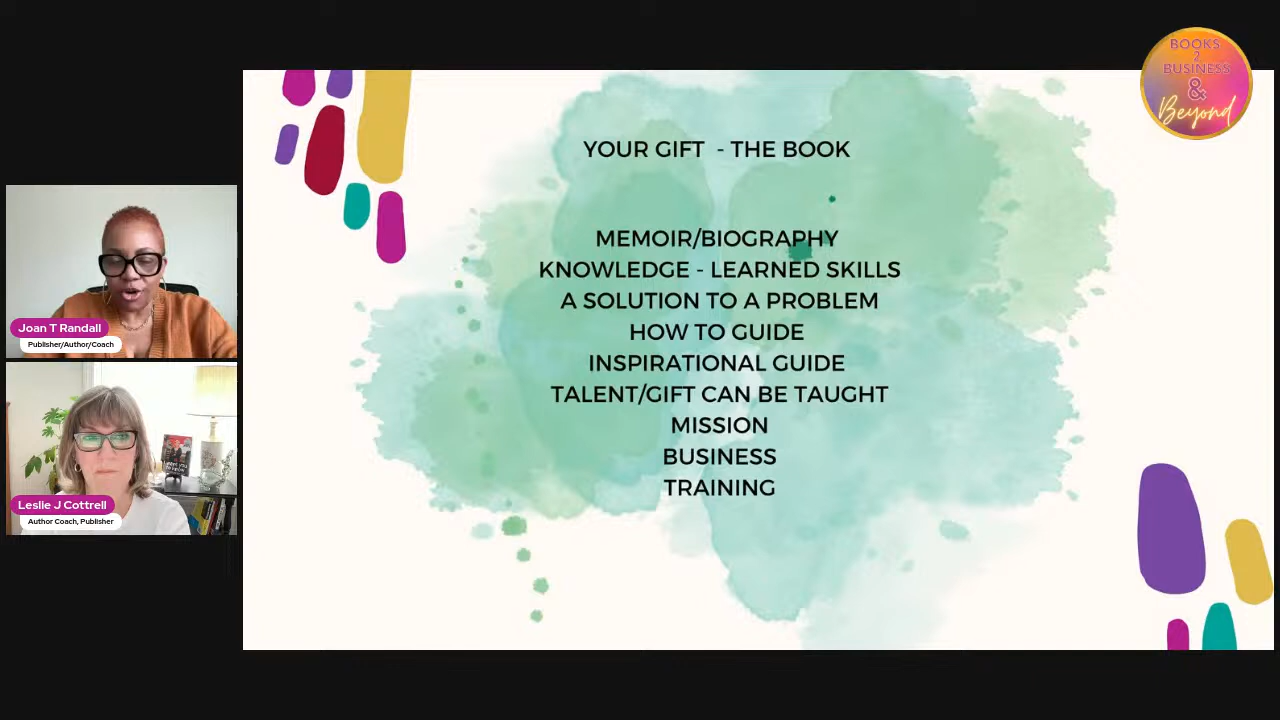 BOOKS
2
BUSINESS
&
Beyond
YOUR GIFT - THE BOOK
MEMOIR/BIOGRAPHY
KNOWLEDGE - LEARNED SKILLS
A SOLUTION TO A PROBLEM
HOW TO GUIDE
INSPIRATIONAL GUIDE
TALENT/GIFT CAN BE TAUGHT
MISSION
BUSINESS
TRAINING
Joan T Randall
Publisher/Author/Coach
Leslie J Cottrell
Author Coach, Publisher